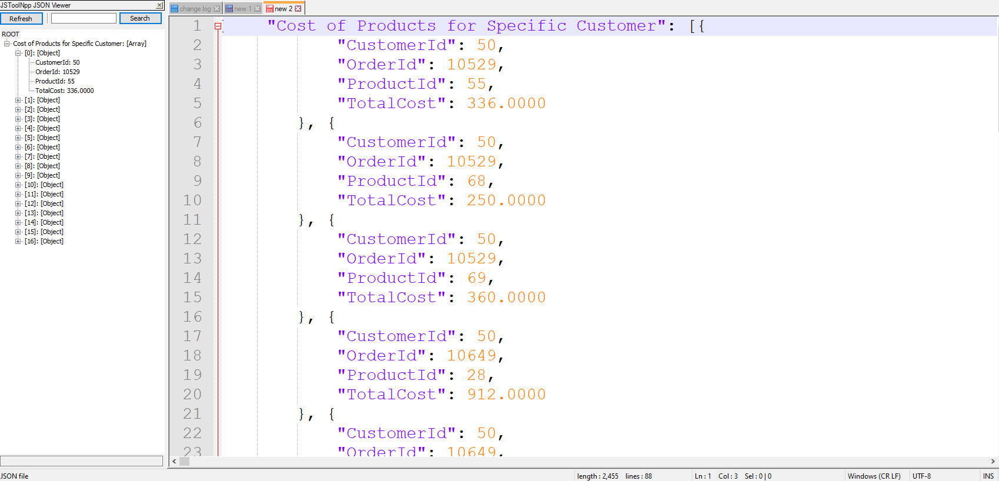 JSToolNpp JSON Viewer
Refresh
Search
ROOT
Cost of Products for Specific Customer: [Array]
[0]: [Object]
CustomerId: 50
OrderId: 10529
ProductId: 55
TotalCost: 336.0000
[1]: [Object]
[2]: [Object]
[3]: [Object]
[4]: [Object]
[5]: [Object]
[6]: [Object]
[7]: [Object]
[8]: [Object]
[9]: [Object]
[10]: [Object]
[11]: [Object]
[12]: [Object]
[13]: [Object]
[14]: [Object]
[15]: [Object]
[16]: [Object]
change.log new 1 new 2
1 "Cost of Products for Specific Customer": [{
2 "CustomerId": 50,
3 "OrderId": 10529,
4 "ProductId": 55,
5 "TotalCost": 336.0000
6 }, {
7 "CustomerId": 50,
8 "OrderId": 10529,
9 "ProductId": 68,
10 "TotalCost": 250.0000
11 }, {
12 "CustomerId": 50,
13 "OrderId": 10529,
14 "ProductId": 69,
15 "TotalCost": 360.0000
16 }, {
17 "CustomerId": 50,
18 "OrderId": 10649,
19 "ProductId": 28,
20 "TotalCost": 912.0000
21 }, {
22 "CustomerId": 50,
23 "OrderId": 10649,
JSON file
length : 2,455 lines : 88
Ln : 1 Col : 3 Sel : 0 | 0
Windows (CR LF)
UTF-8
INS